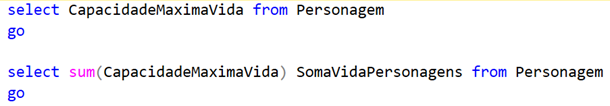 select CapacidadeMaximaVida from Personagem
go
select sum(CapacidadeMaximaVida) SomaVidaPersonagens from Personagem
go